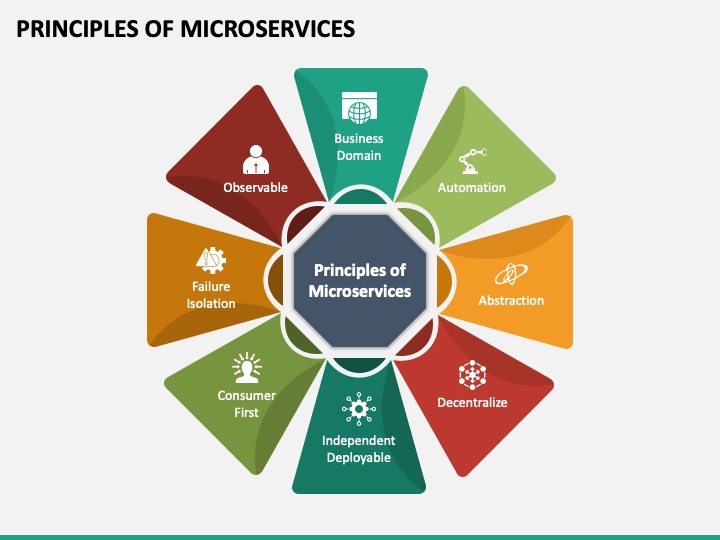 PRINCIPLES OF MICROSERVICES
Business
Domain
Automation
Abstraction
Decentralize
Independent
Deployable
Consumer
First
Failure
Isolation
Observable
Principles of
Microservices